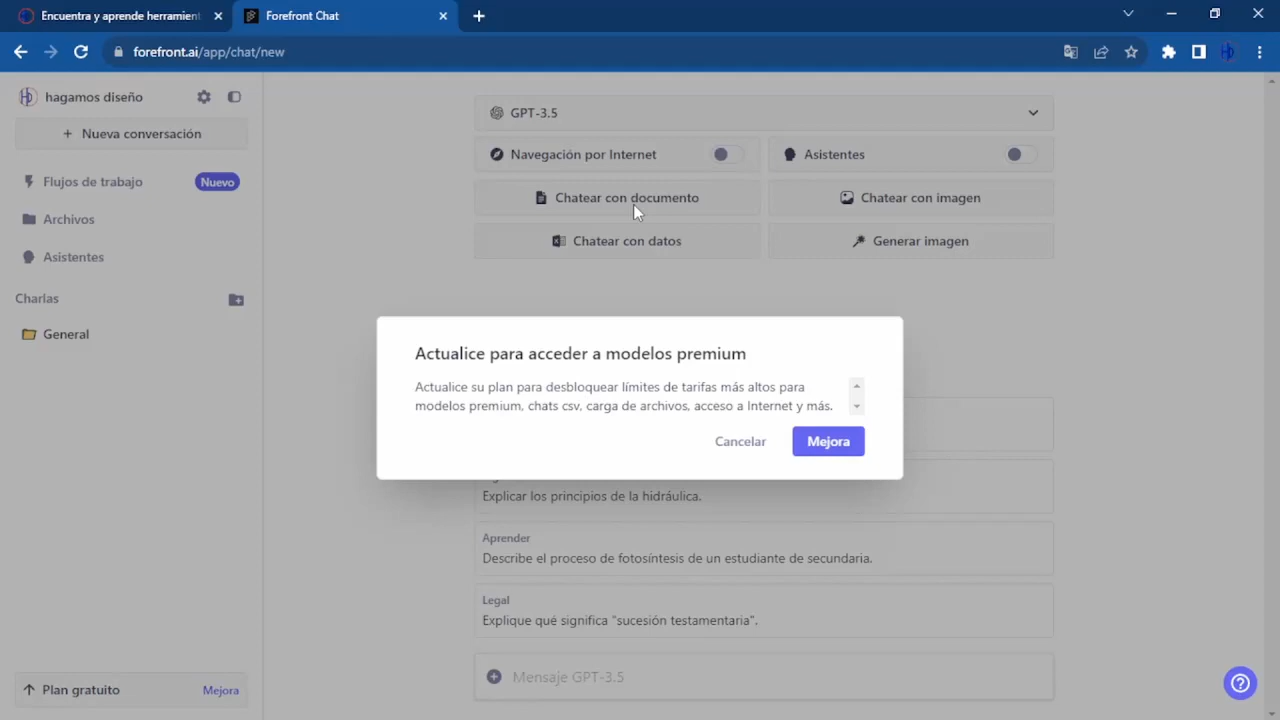 Encuentra y aprende herramient
Forefront Chat
forefront.ai/app/chat/new
hagamos diseño
Nueva conversación
Flujos de trabajo
Nuevo
Archivos
Asistentes
Charlas
General
Plan gratuito
Mejora
GPT-3.5
Navegación por Internet
Asistentes
Chatear con documento
Chatear con imagen
Chatear con datos
Generar imagen
Actualice para acceder a modelos premium
Actualice su plan para desbloquear límites de tarifas más altos para
modelos premium, chats csv, carga de archivos, acceso a Internet y más.
Cancelar
Mejora
Explicar los principios de la hidráulica.
Aprender
Describe el proceso de fotosíntesis de un estudiante de secundaria.
Legal
Explique qué significa "sucesión testamentaria".
Mensaje GPT-3.5